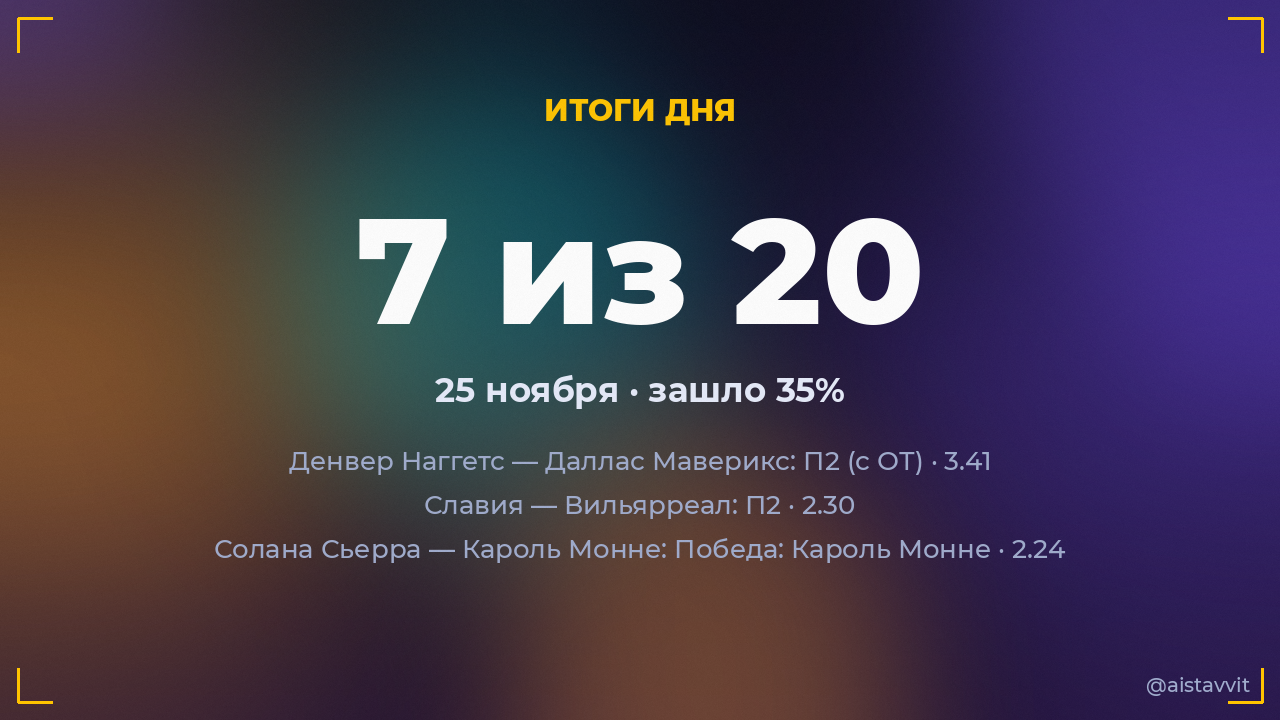 ИТОГИ ДНЯ
7 из 20
25 ноября · зашло 35%
Денвер Наггетс — Даллас Маверикс: П2 (с ОТ) · 3.41
Славия — Вильярреал: П2 · 2.30
Солана Сьерра — Кароль Монне: Победа: Кароль Монне · 2.24
@aistavvit